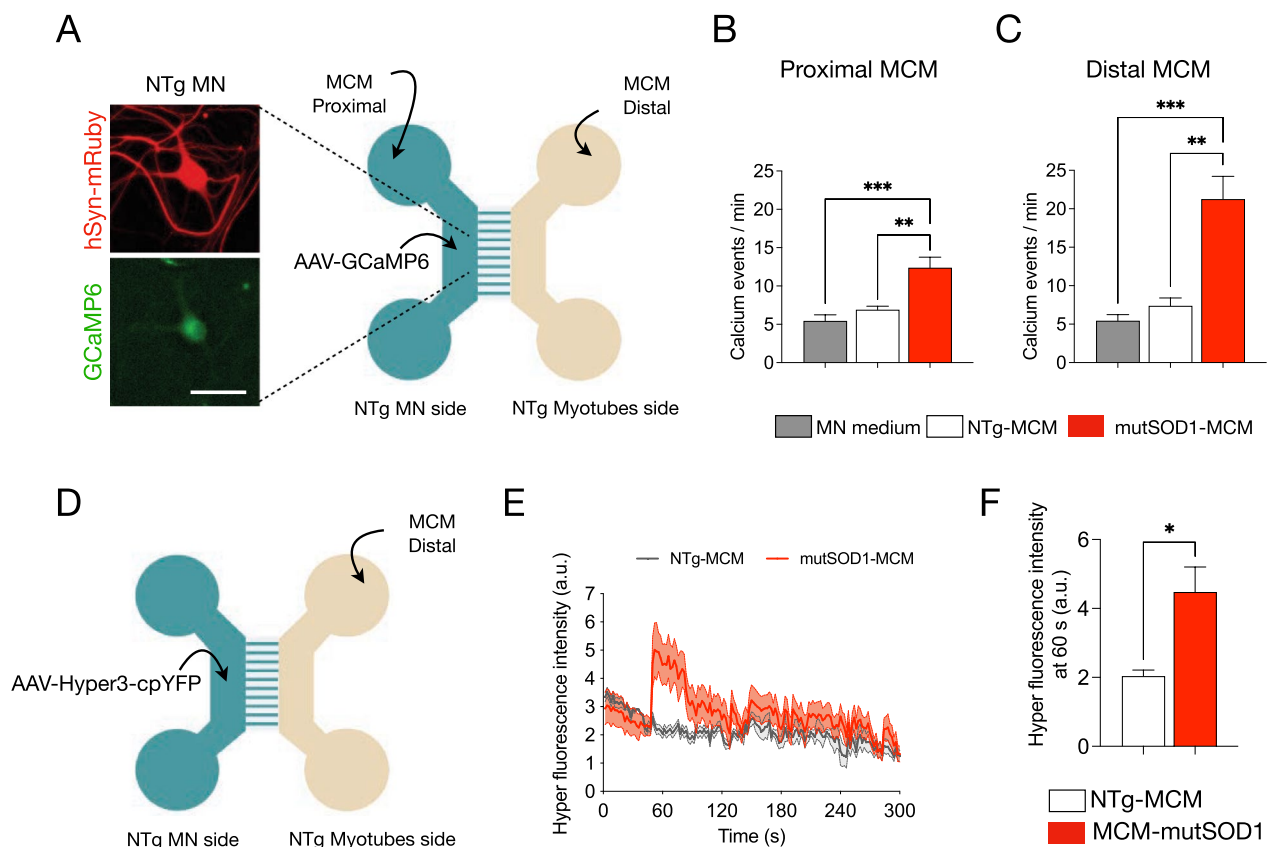 A
NTg MN
hSyn-mRuby
GCaMP6
MCM
Proximal
MCM
Distal
AAV-GCaMP6
NTg MN side
NTg Myotubes side
B
Proximal MCM
Calcium events / min
25
20
15
10
5
0
***
**
C
Distal MCM
Calcium events / min
25
20
15
10
5
0
***
**
MN medium
NTg-MCM
mutSOD1-MCM
D
MCM
Distal
AAV-Hyper3-cpYFP
NTg MN side
NTg Myotubes side
E
NTg-MCM
mutSOD1-MCM
Hyper fluorescence intensity (a.u.)
7
6
5
4
3
2
1
0
0 60 120 180 240 300
Time (s)
F
Hyper fluorescence intensity
at 60 s (a.u.)
6
4
2
0
*
NTg-MCM
MCM-mutSOD1